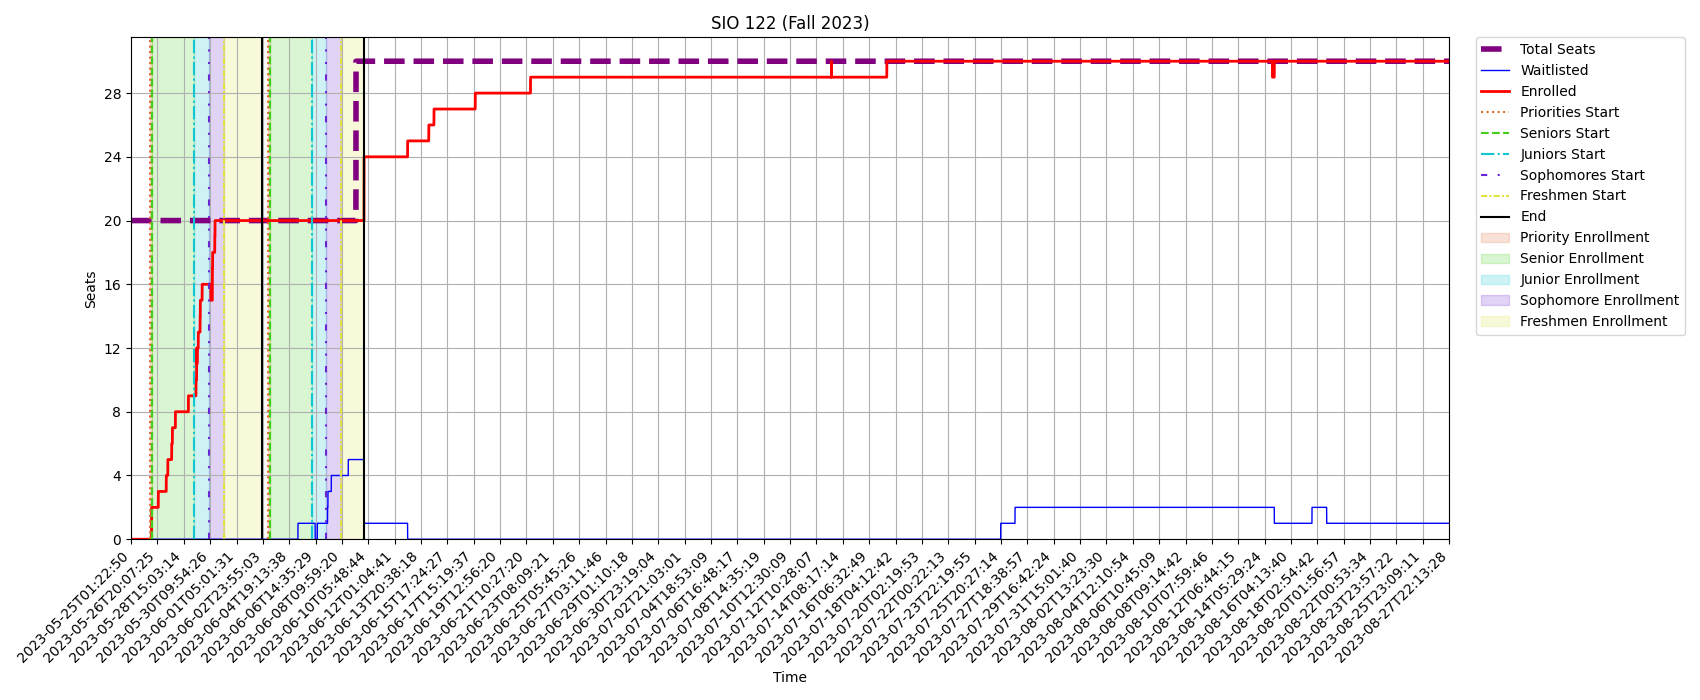 SIO 122 (Fall 2023)
Seats
28
24
20
16
12
8
4
0
2023-05-25T01:22:50
2023-05-26T20:07:25
2023-05-28T15:03:14
2023-05-30T09:54:26
2023-06-01T05:01:31
2023-06-02T23:55:03
2023-06-04T19:13:38
2023-06-06T14:35:29
2023-06-08T09:59:20
2023-06-10T05:48:44
2023-06-12T01:04:41
2023-06-13T20:38:18
2023-06-15T17:24:27
2023-06-17T15:19:37
2023-06-19T12:56:20
2023-06-21T10:27:20
2023-06-23T08:09:21
2023-06-25T05:45:26
2023-06-27T03:11:46
2023-06-29T01:10:18
2023-06-30T23:19:04
2023-07-02T21:03:01
2023-07-04T18:53:09
2023-07-06T16:48:17
2023-07-08T14:35:19
2023-07-10T12:30:09
2023-07-12T10:28:07
2023-07-14T08:17:14
2023-07-16T06:32:49
2023-07-18T04:12:42
2023-07-20T02:19:53
2023-07-22T00:22:13
2023-07-23T22:19:55
2023-07-25T20:27:14
2023-07-27T18:38:57
2023-07-29T16:42:24
2023-07-31T15:01:40
2023-08-02T13:23:30
2023-08-04T12:10:54
2023-08-06T10:45:09
2023-08-08T09:14:42
2023-08-10T07:59:46
2023-08-12T06:44:15
2023-08-14T05:29:24
2023-08-16T04:13:40
2023-08-18T02:54:42
2023-08-20T01:56:57
2023-08-22T00:53:34
2023-08-23T23:57:22
2023-08-25T23:09:11
2023-08-27T22:13:28
Time
Total Seats
Waitlisted
Enrolled
Priorities Start
Seniors Start
Juniors Start
Sophomores Start
Freshmen Start
End
Priority Enrollment
Senior Enrollment
Junior Enrollment
Sophomore Enrollment
Freshmen Enrollment